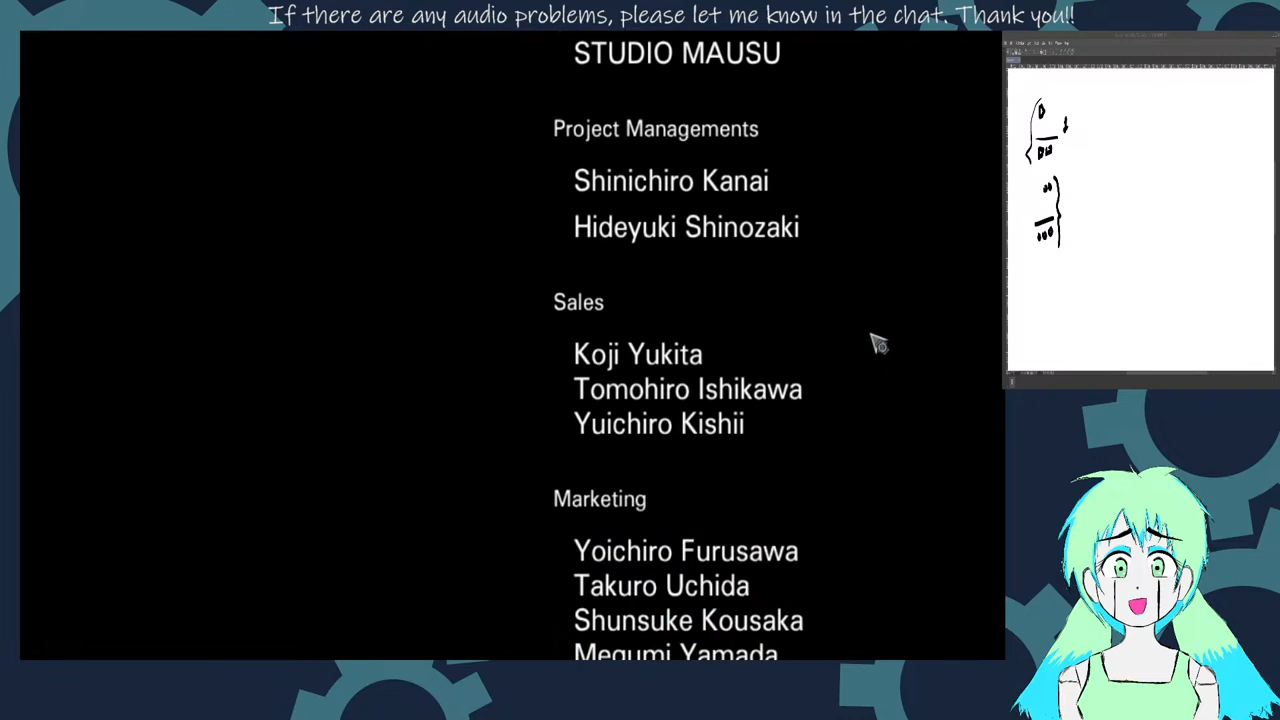 If there are any audio problems, please let me know in the chat. Thank you!!
STUDIO MAUSU
Project Managements
Shinichiro Kanai
Hideyuki Shinozaki
Sales
Koji Yukita
Tomohiro Ishikawa
Yuichiro Kishii
Marketing
Yoichiro Furusawa
Takuro Uchida
Shunsuke Kousaka
Megumi Yamada